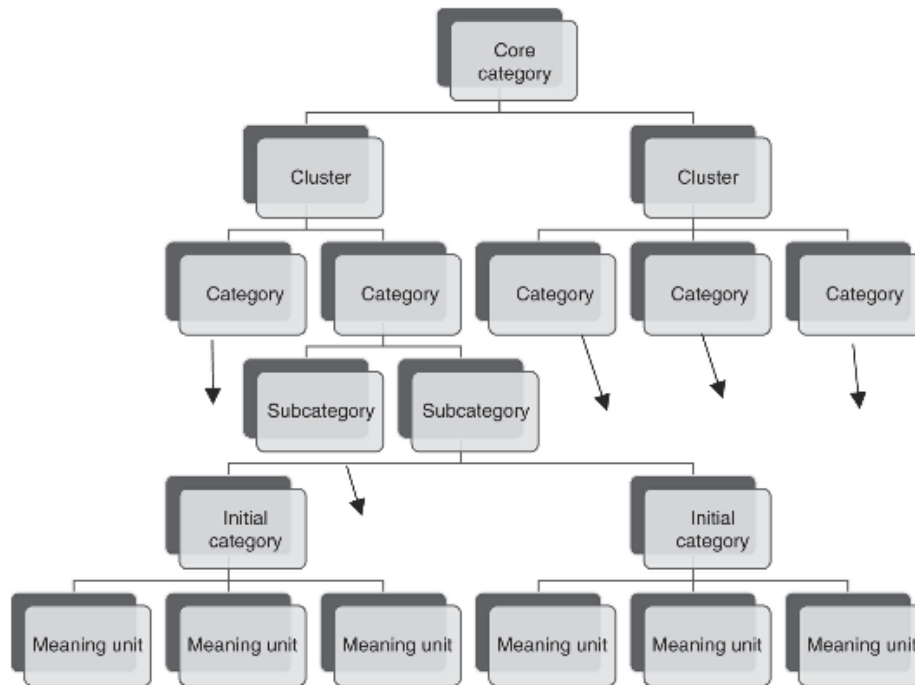 Core
category
Cluster
Cluster
Category
Category
Category
Category
Category
Subcategory
Subcategory
Initial
category
Initial
category
Meaning unit
Meaning unit
Meaning unit
Meaning unit
Meaning unit
Meaning unit